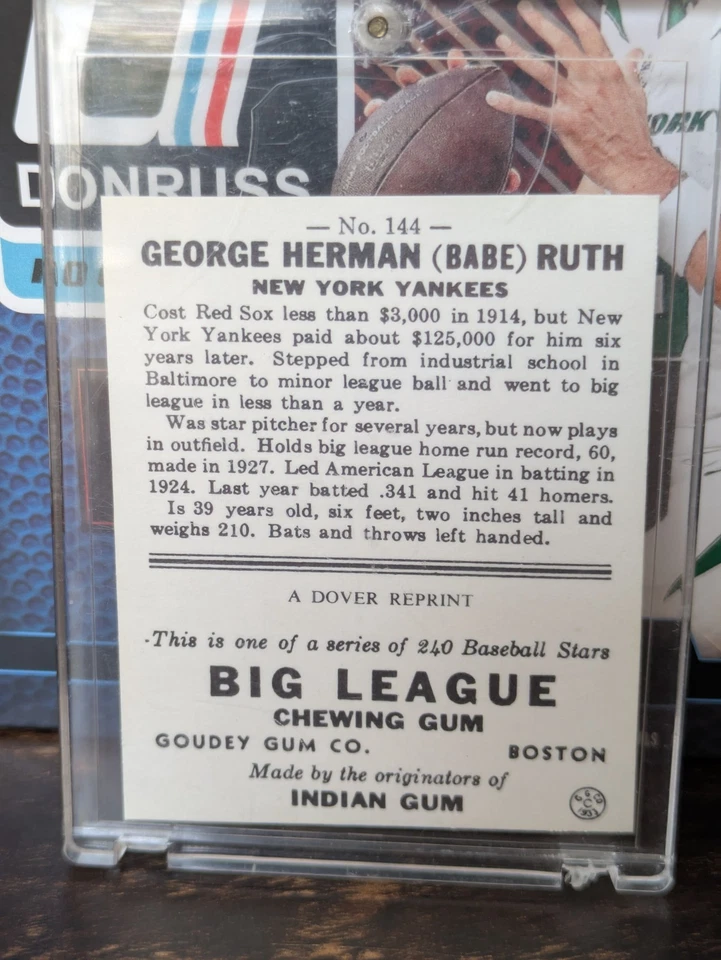 DONRUSS
ORK
— No. 144 —
GEORGE HERMAN (BABE) RUTH
NEW YORK YANKEES
Cost Red Sox less than $3,000 in 1914, but New
York Yankees paid about $125,000 for him six
years later. Stepped from industrial school in
Baltimore to minor league ball and went to big
league in less than a year.
Was star pitcher for several years, but now plays
in outfield. Holds big league home run record, 60,
made in 1927. Led American League in batting in
1924. Last year batted .341 and hit 41 homers.
Is 39 years old, six feet, two inches tall and
weighs 210. Bats and throws left handed.
A DOVER REPRINT
This is one of a series of 240 Baseball Stars
BIG LEAGUE
CHEWING GUM
GOUDEY GUM CO. BOSTON
Made by the originators of
INDIAN GUM